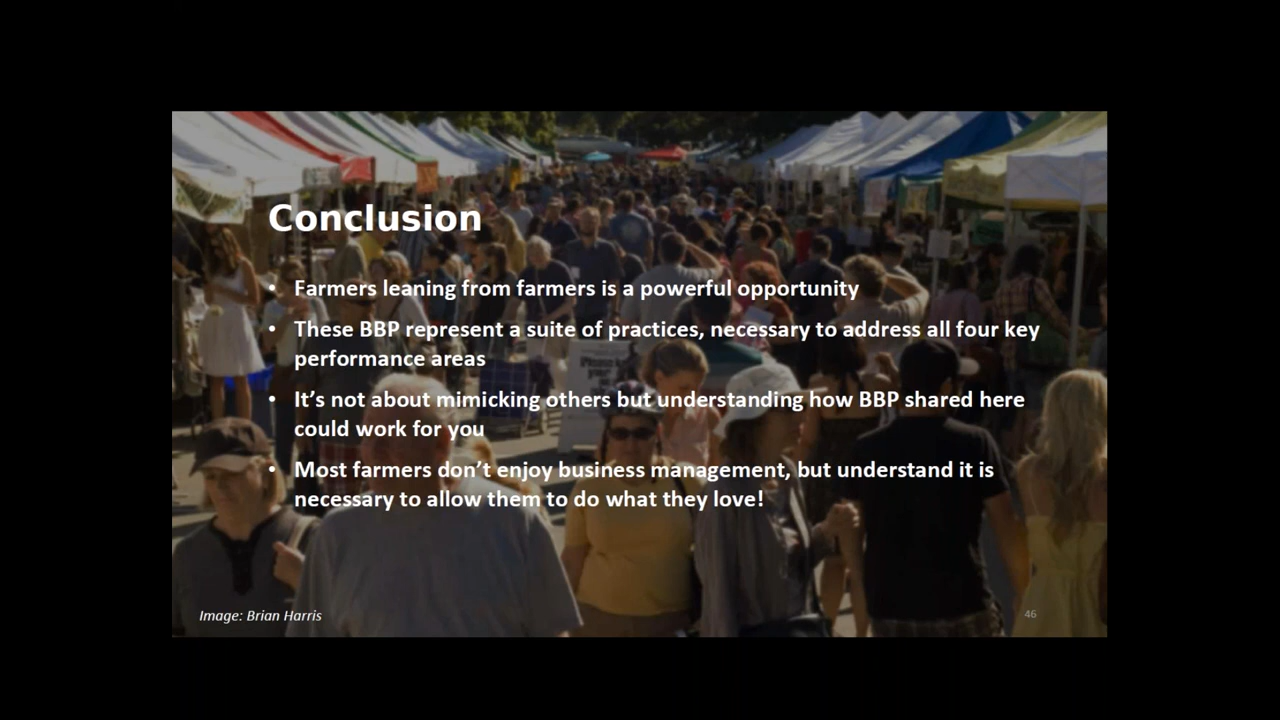 Conclusion
• Farmers leaning from farmers is a powerful opportunity
• These BBP represent a suite of practices, necessary to address all four key
performance areas
• It’s not about mimicking others but understanding how BBP shared here
could work for you
• Most farmers don’t enjoy business management, but understand it is
necessary to allow them to do what they love!
Image: Brian Harris
46